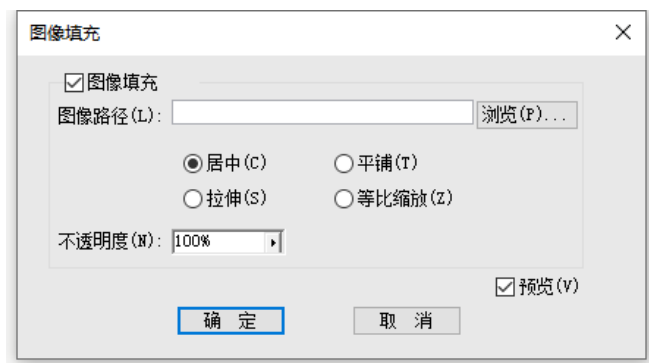 图像填充
图像填充
图像路径(L): 浏览(P)...
居中(C) 平铺(T)
拉伸(S) 等比缩放(Z)
不透明度(N): 100%
预览(V)
确 定 取 消